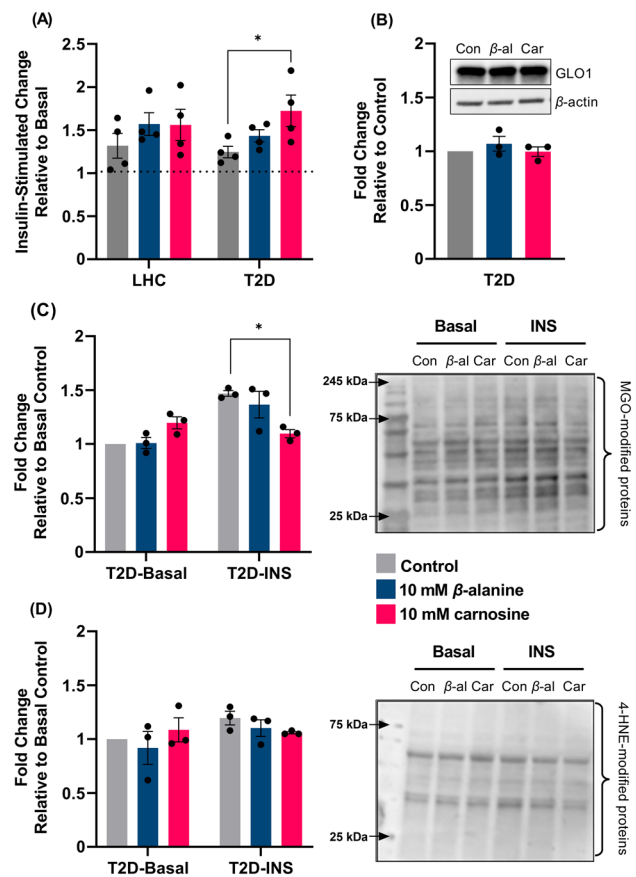 (A)
Insulin-Stimulated Change
Relative to Basal
2.5
2
1.5
1
0.5
0
*
LHC
T2D
(B)
Fold Change
Relative to Control
2
1.5
1
0.5
0
Con β-al Car
GLO1
β-actin
T2D
(C)
Fold Change
Relative to Basal Control
2
1.5
1
0.5
0
*
T2D-Basal
T2D-INS
Basal INS
Con β-al Car Con β-al Car
245 kDa
75 kDa
25 kDa
MGO-modified proteins
Control
10 mM β-alanine
10 mM carnosine
(D)
Fold Change
Relative to Basal Control
2
1.5
1
0.5
0
T2D-Basal
T2D-INS
Basal INS
Con β-al Car Con β-al Car
75 kDa
25 kDa
4-HNE-modified proteins